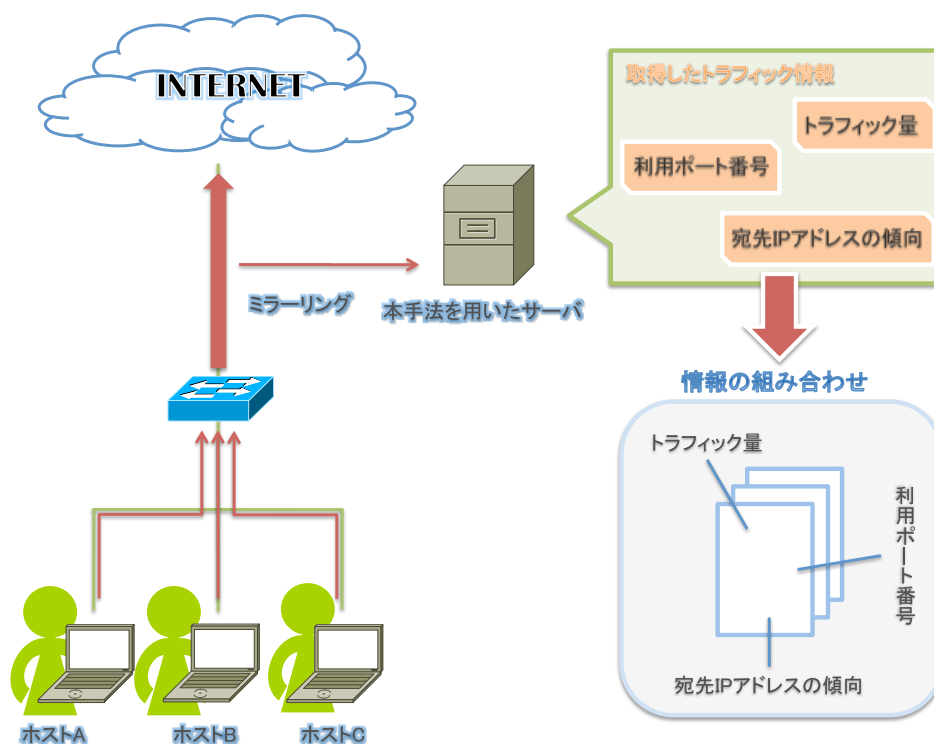 INTERNET
取得したトラフィック情報
トラフィック量
利用ポート番号
宛先IPアドレスの傾向
ミラーリング
本手法を用いたサーバ
情報の組み合わせ
トラフィック量
利用ポート番号
宛先IPアドレスの傾向
ホストA
ホストB
ホストC